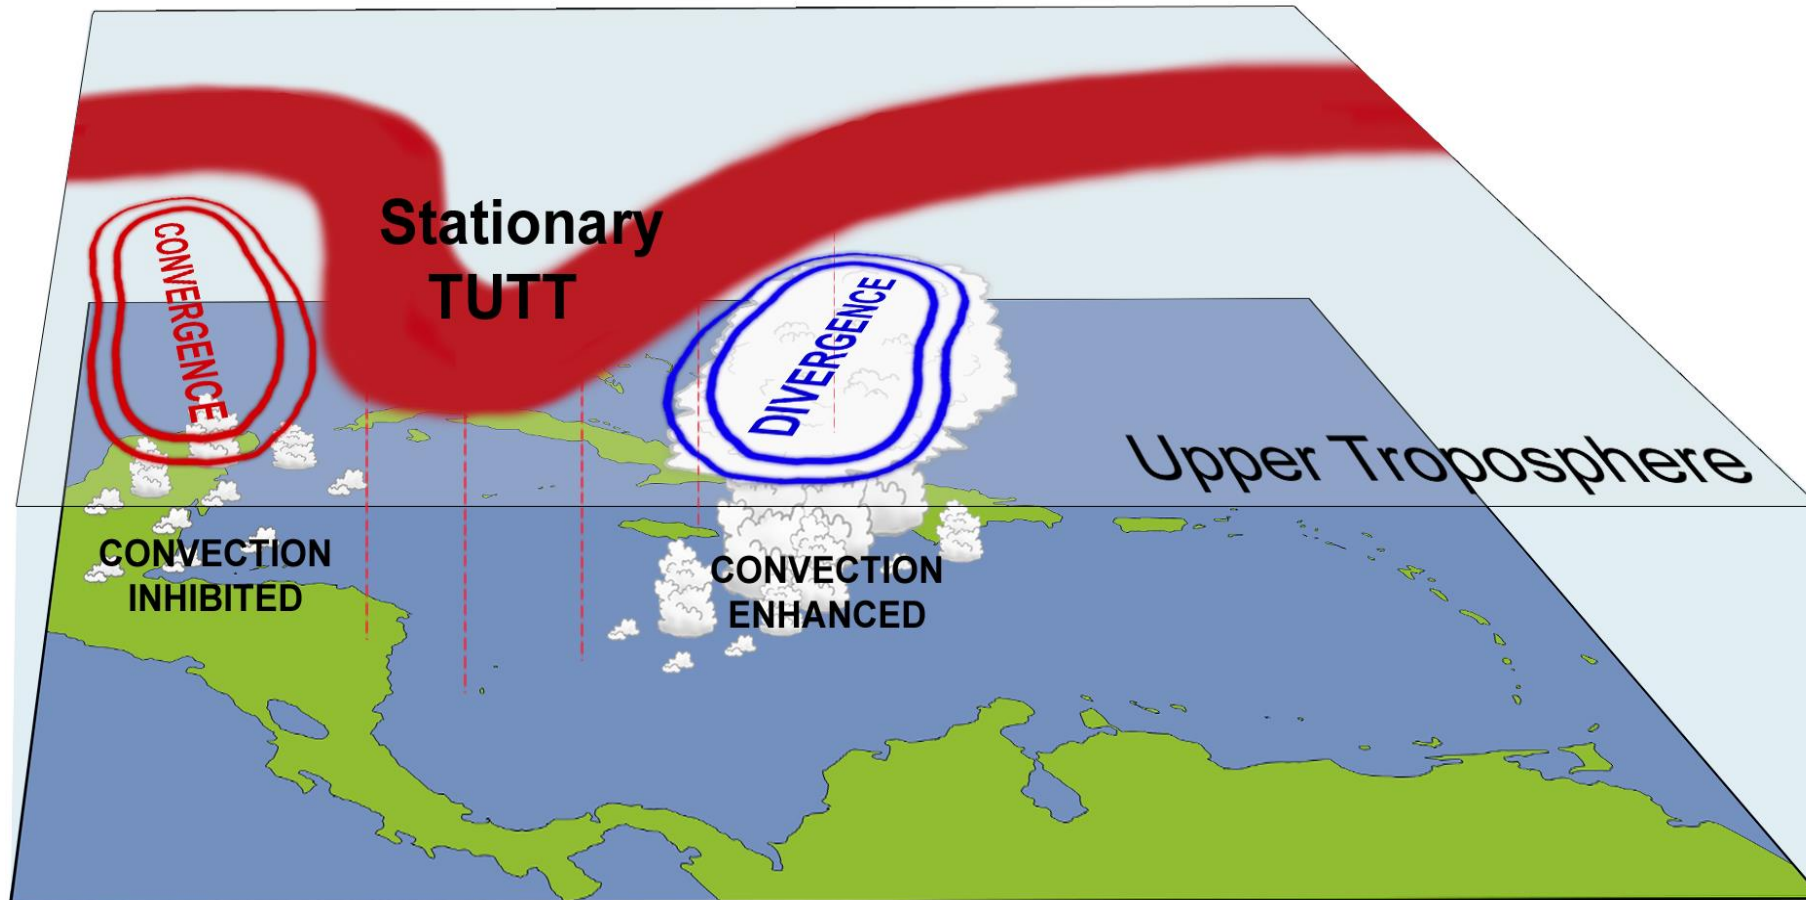 Stationary
TUTT
CONVERGENCE
DIVERGENCE
Upper Troposphere
CONVECTION
INHIBITED
CONVECTION
ENHANCED